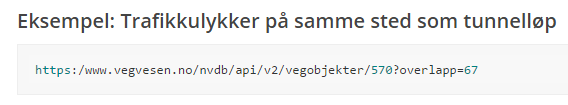 Eksempel: Trafikkulykker på samme sted som tunnelløp
https:/www.vegvesen.no/nvdb/api/v2/vegobjekter/570?overlapp=67